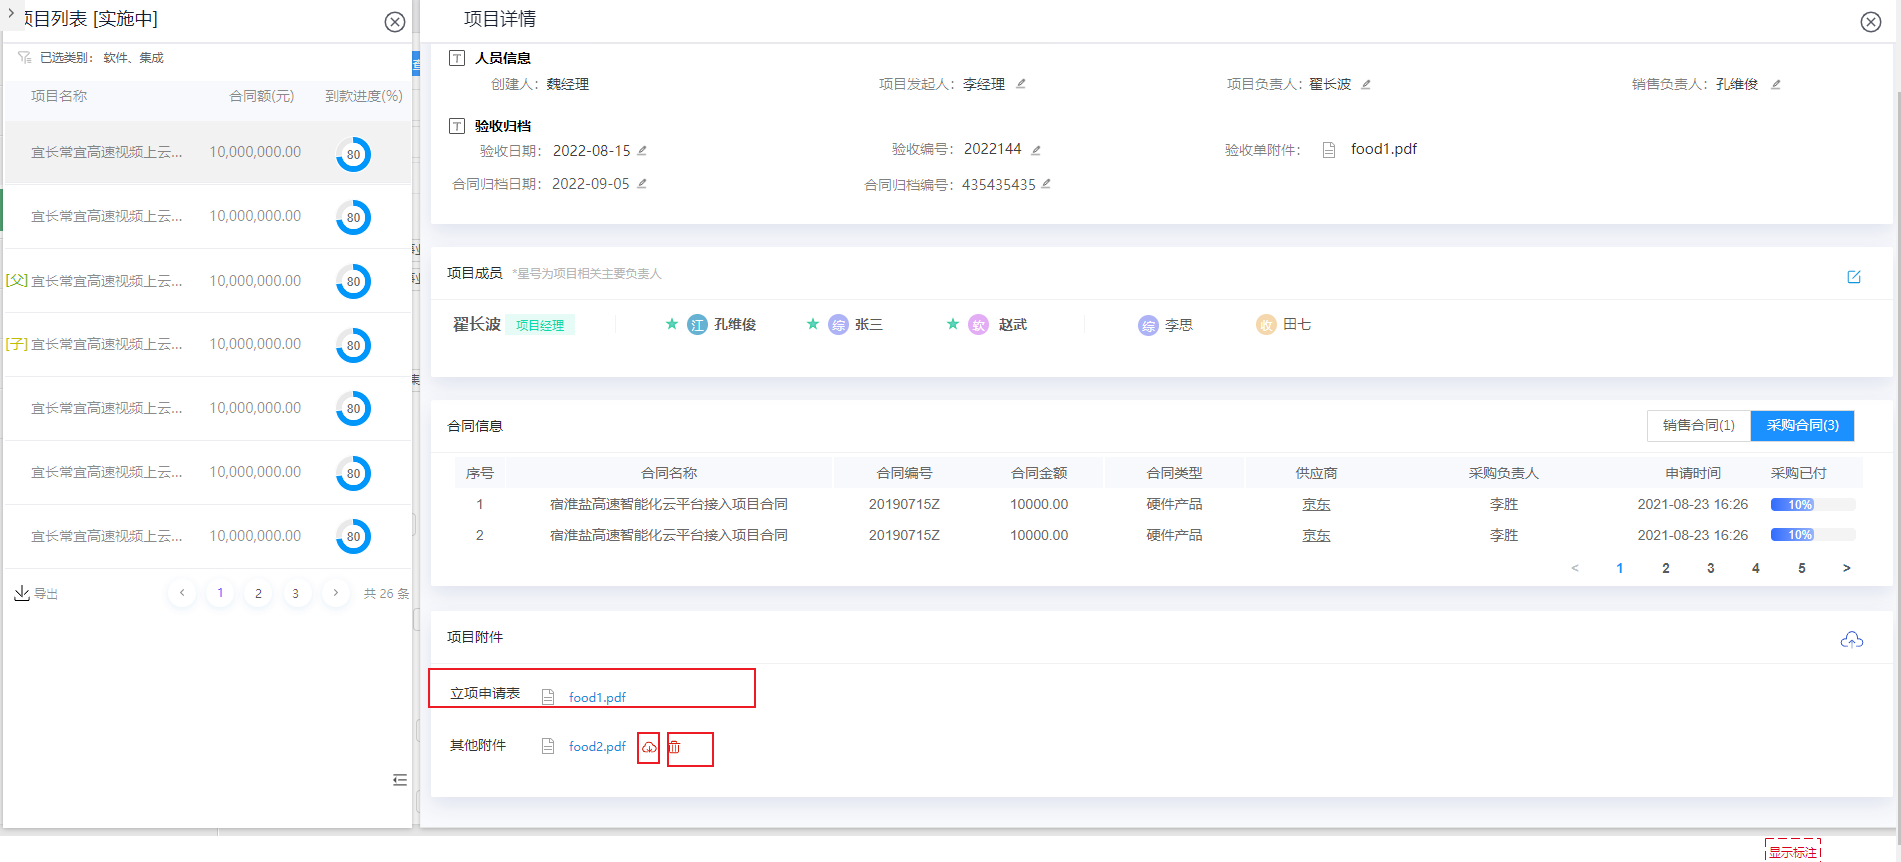 项目列表 [实施中]
已选类别: 软件、集成
项目名称 合同额(元) 到款进度(%)
宜长常宜高速视频上云... 10,000,000.00 80
宜长常宜高速视频上云... 10,000,000.00 80
[父] 宜长常宜高速视频上云... 10,000,000.00 80
[子] 宜长常宜高速视频上云... 10,000,000.00 80
宜长常宜高速视频上云... 10,000,000.00 80
宜长常宜高速视频上云... 10,000,000.00 80
宜长常宜高速视频上云... 10,000,000.00 80
导出 < 1 2 3 > 共 26 条
项目详情
人员信息
创建人: 魏经理 项目发起人: 李经理 项目负责人: 翟长波 销售负责人: 孔维俊
验收归档
验收日期: 2022-08-15 验收编号: 2022144 验收单附件: food1.pdf
合同归档日期: 2022-09-05 合同归档编号: 435435435
项目成员 *星号为项目相关主要负责人
翟长波 项目经理 ★ 江 孔维俊 ★ 综 张三 ★ 软 赵武 综 李思 收 田七
合同信息 销售合同(1) 采购合同(3)
序号 合同名称 合同编号 合同金额 合同类型 供应商 采购负责人 申请时间 采购已付
1 宿淮盐高速智能化云平台接入项目合同 20190715Z 10000.00 硬件产品 京东 李胜 2021-08-23 16:26 10%
2 宿淮盐高速智能化云平台接入项目合同 20190715Z 10000.00 硬件产品 京东 李胜 2021-08-23 16:26 10%
< 1 2 3 4 5 >
项目附件
立项申请表 food1.pdf
其他附件 food2.pdf
显示标注